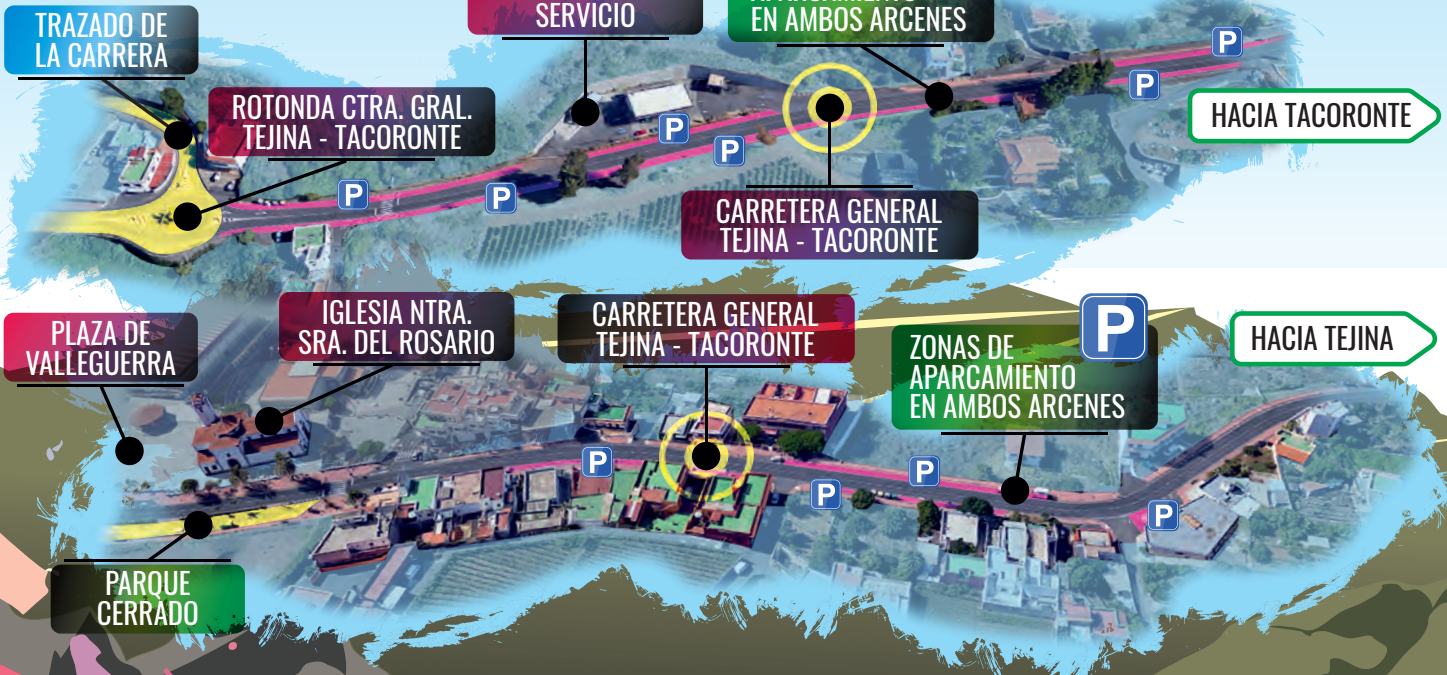 SERVICIO
EN AMBOS ARCENES
TRAZADO DE
LA CARRERA
P
P
HACIA TACORONTE
ROTONDA CTRA. GRAL.
TEJINA - TACORONTE
P
P
P
P
CARRETERA GENERAL
TEJINA - TACORONTE
PLAZA DE
VALLEGUERRA
IGLESIA NTRA.
SRA. DEL ROSARIO
CARRETERA GENERAL
TEJINA - TACORONTE
P
ZONAS DE
APARCAMIENTO
EN AMBOS ARCENES
HACIA TEJINA
P
P
P
P
PARQUE
CERRADO